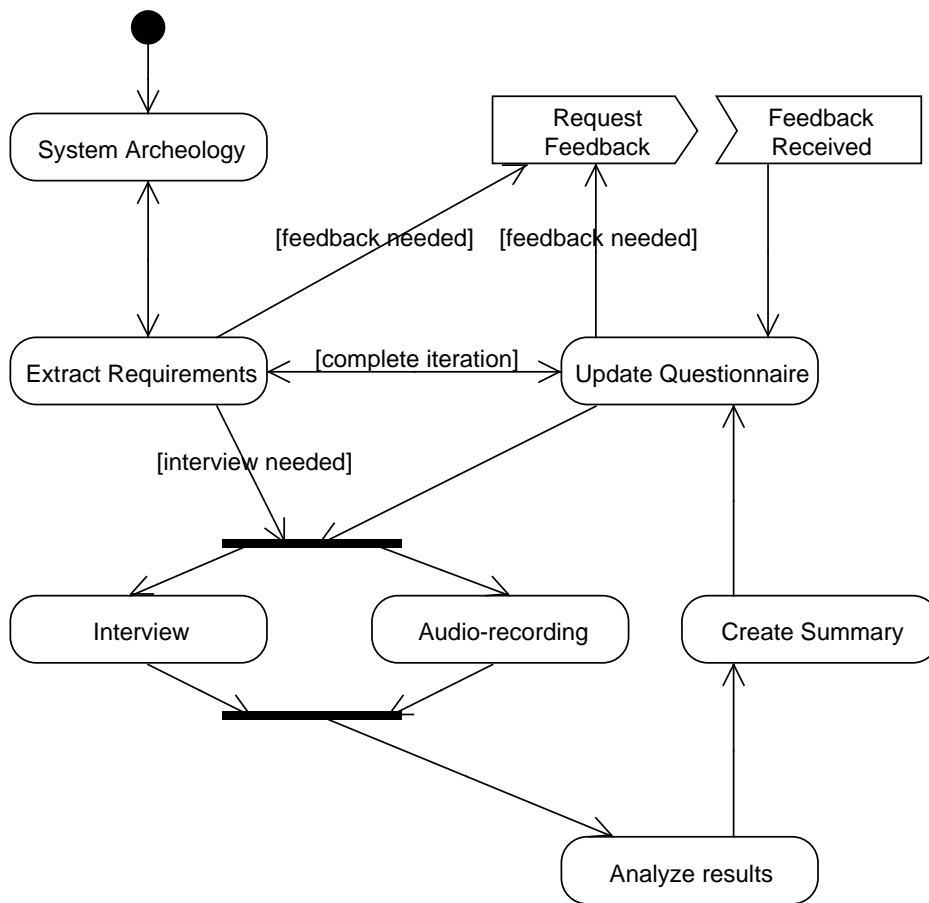 Request
Feedback
Feedback
Received
System Archeology
[feedback needed]
[feedback needed]
[complete iteration]
Extract Requirements
Update Questionnaire
[interview needed]
Interview
Audio-recording
Create Summary
Analyze results